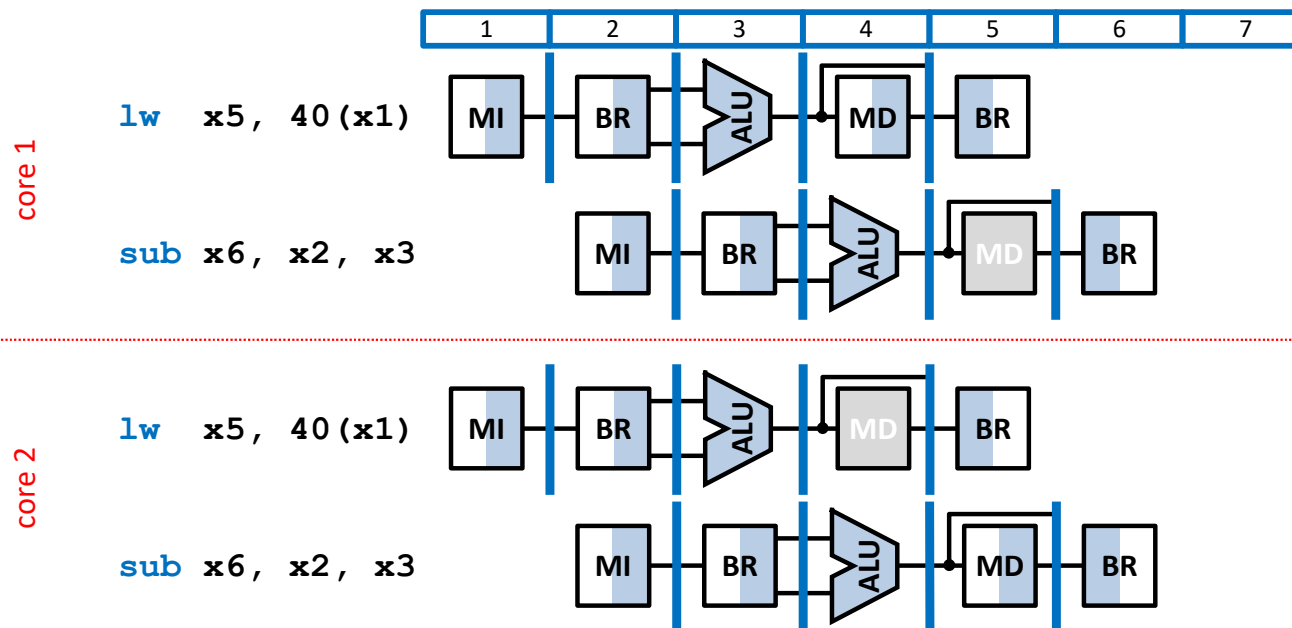 1 2 3 4 5 6 7
core 1
lw x5, 40(x1) MI BR ALU MD BR
sub x6, x2, x3 MI BR ALU MD BR
core 2
lw x5, 40(x1) MI BR ALU MD BR
sub x6, x2, x3 MI BR ALU MD BR